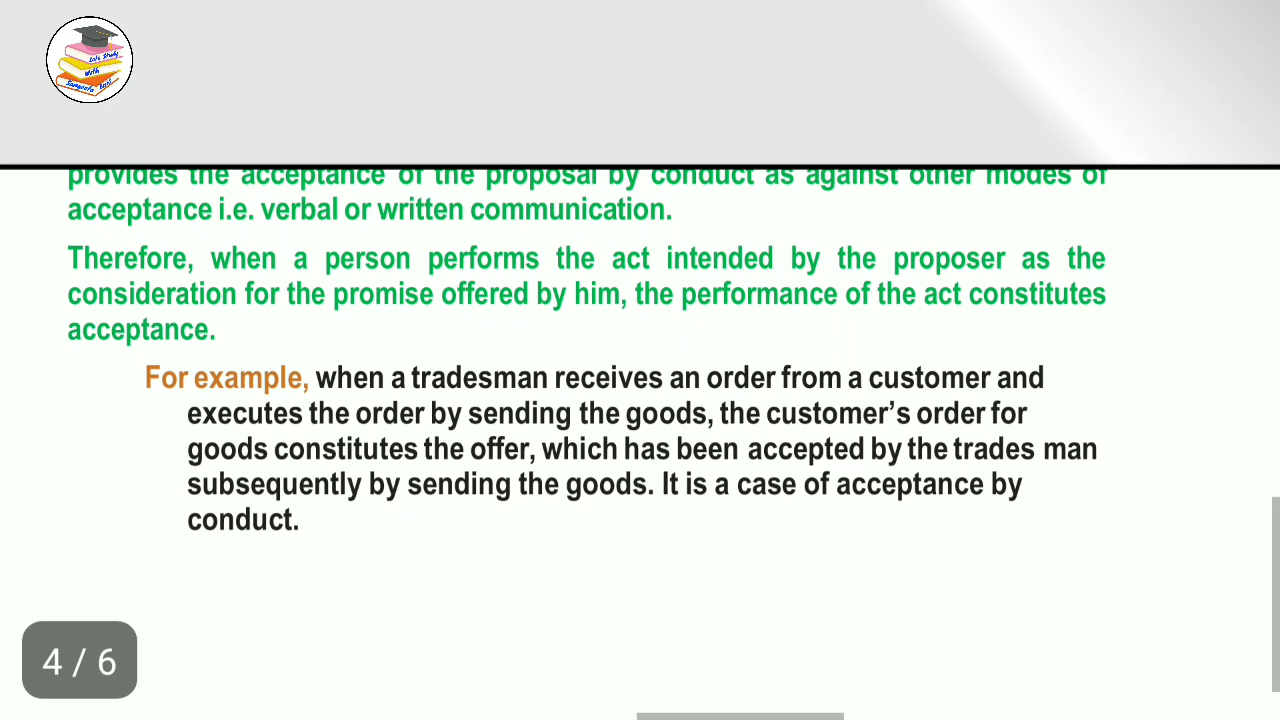 Lets Study
With
provides the acceptance of the proposal by conduct as against other modes of
acceptance i.e. verbal or written communication.
Therefore, when a person performs the act intended by the proposer as the
consideration for the promise offered by him, the performance of the act constitutes
acceptance.
For example, when a tradesman receives an order from a customer and
executes the order by sending the goods, the customer's order for
goods constitutes the offer, which has been accepted by the trades man
subsequently by sending the goods. It is a case of acceptance by
conduct.
4 / 6